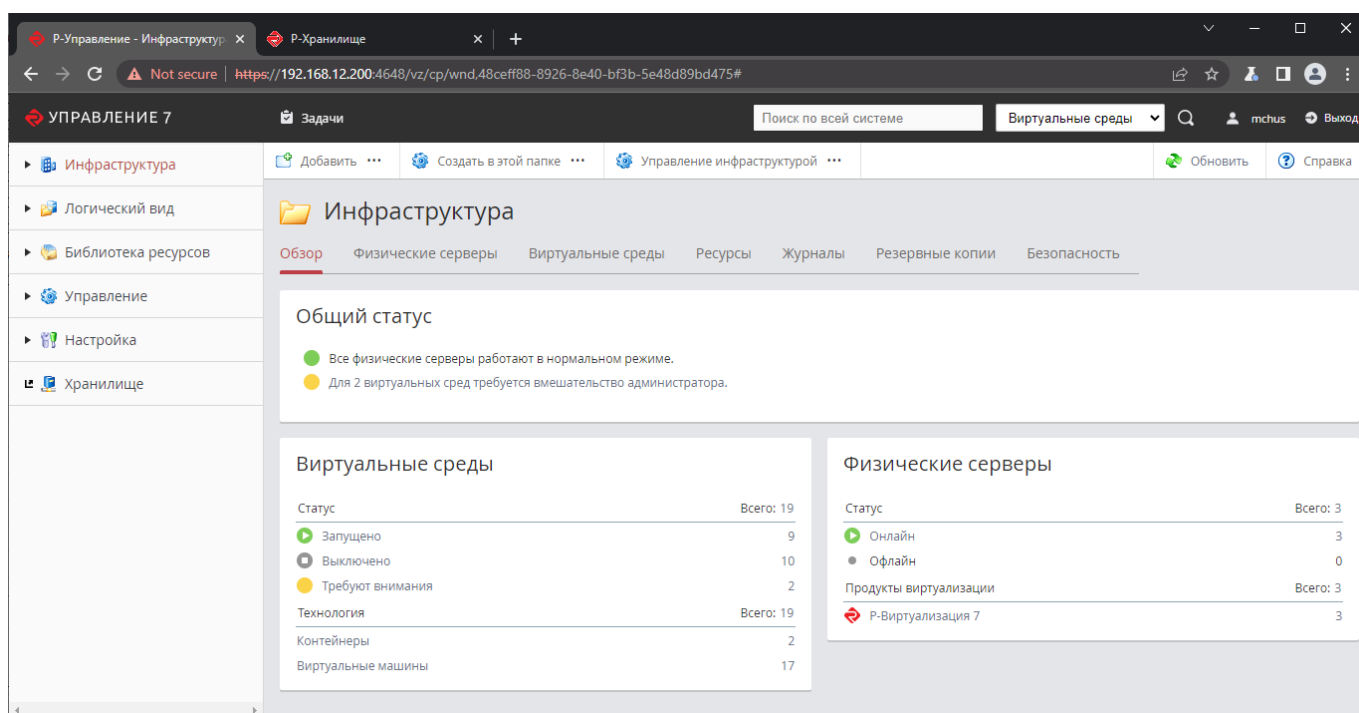 Р-Управление - Инфраструктур
Р-Хранилище
Not secure https://192.168.12.200:4648/vz/cp/wnd,48ceff88-8926-8e40-bf3b-5e48d89bd475#
УПРАВЛЕНИЕ 7
Задачи
Поиск по всей системе
Виртуальные среды
mchus
Выход
Инфраструктура
Логический вид
Библиотека ресурсов
Управление
Настройка
Хранилище
Добавить ••• Создать в этой папке ••• Управление инфраструктурой ••• Обновить Справка
Инфраструктура
Обзор Физические серверы Виртуальные среды Ресурсы Журналы Резервные копии Безопасность
Общий статус
Все физические серверы работают в нормальном режиме.
Для 2 виртуальных сред требуется вмешательство администратора.
Виртуальные среды
Статус Всего: 19
Запущено 9
Выключено 10
Требуют внимания 2
Технология Всего: 19
Контейнеры 2
Виртуальные машины 17
Физические серверы
Статус Всего: 3
Онлайн 3
Офлайн 0
Продукты виртуализации Всего: 3
Р-Виртуализация 7 3